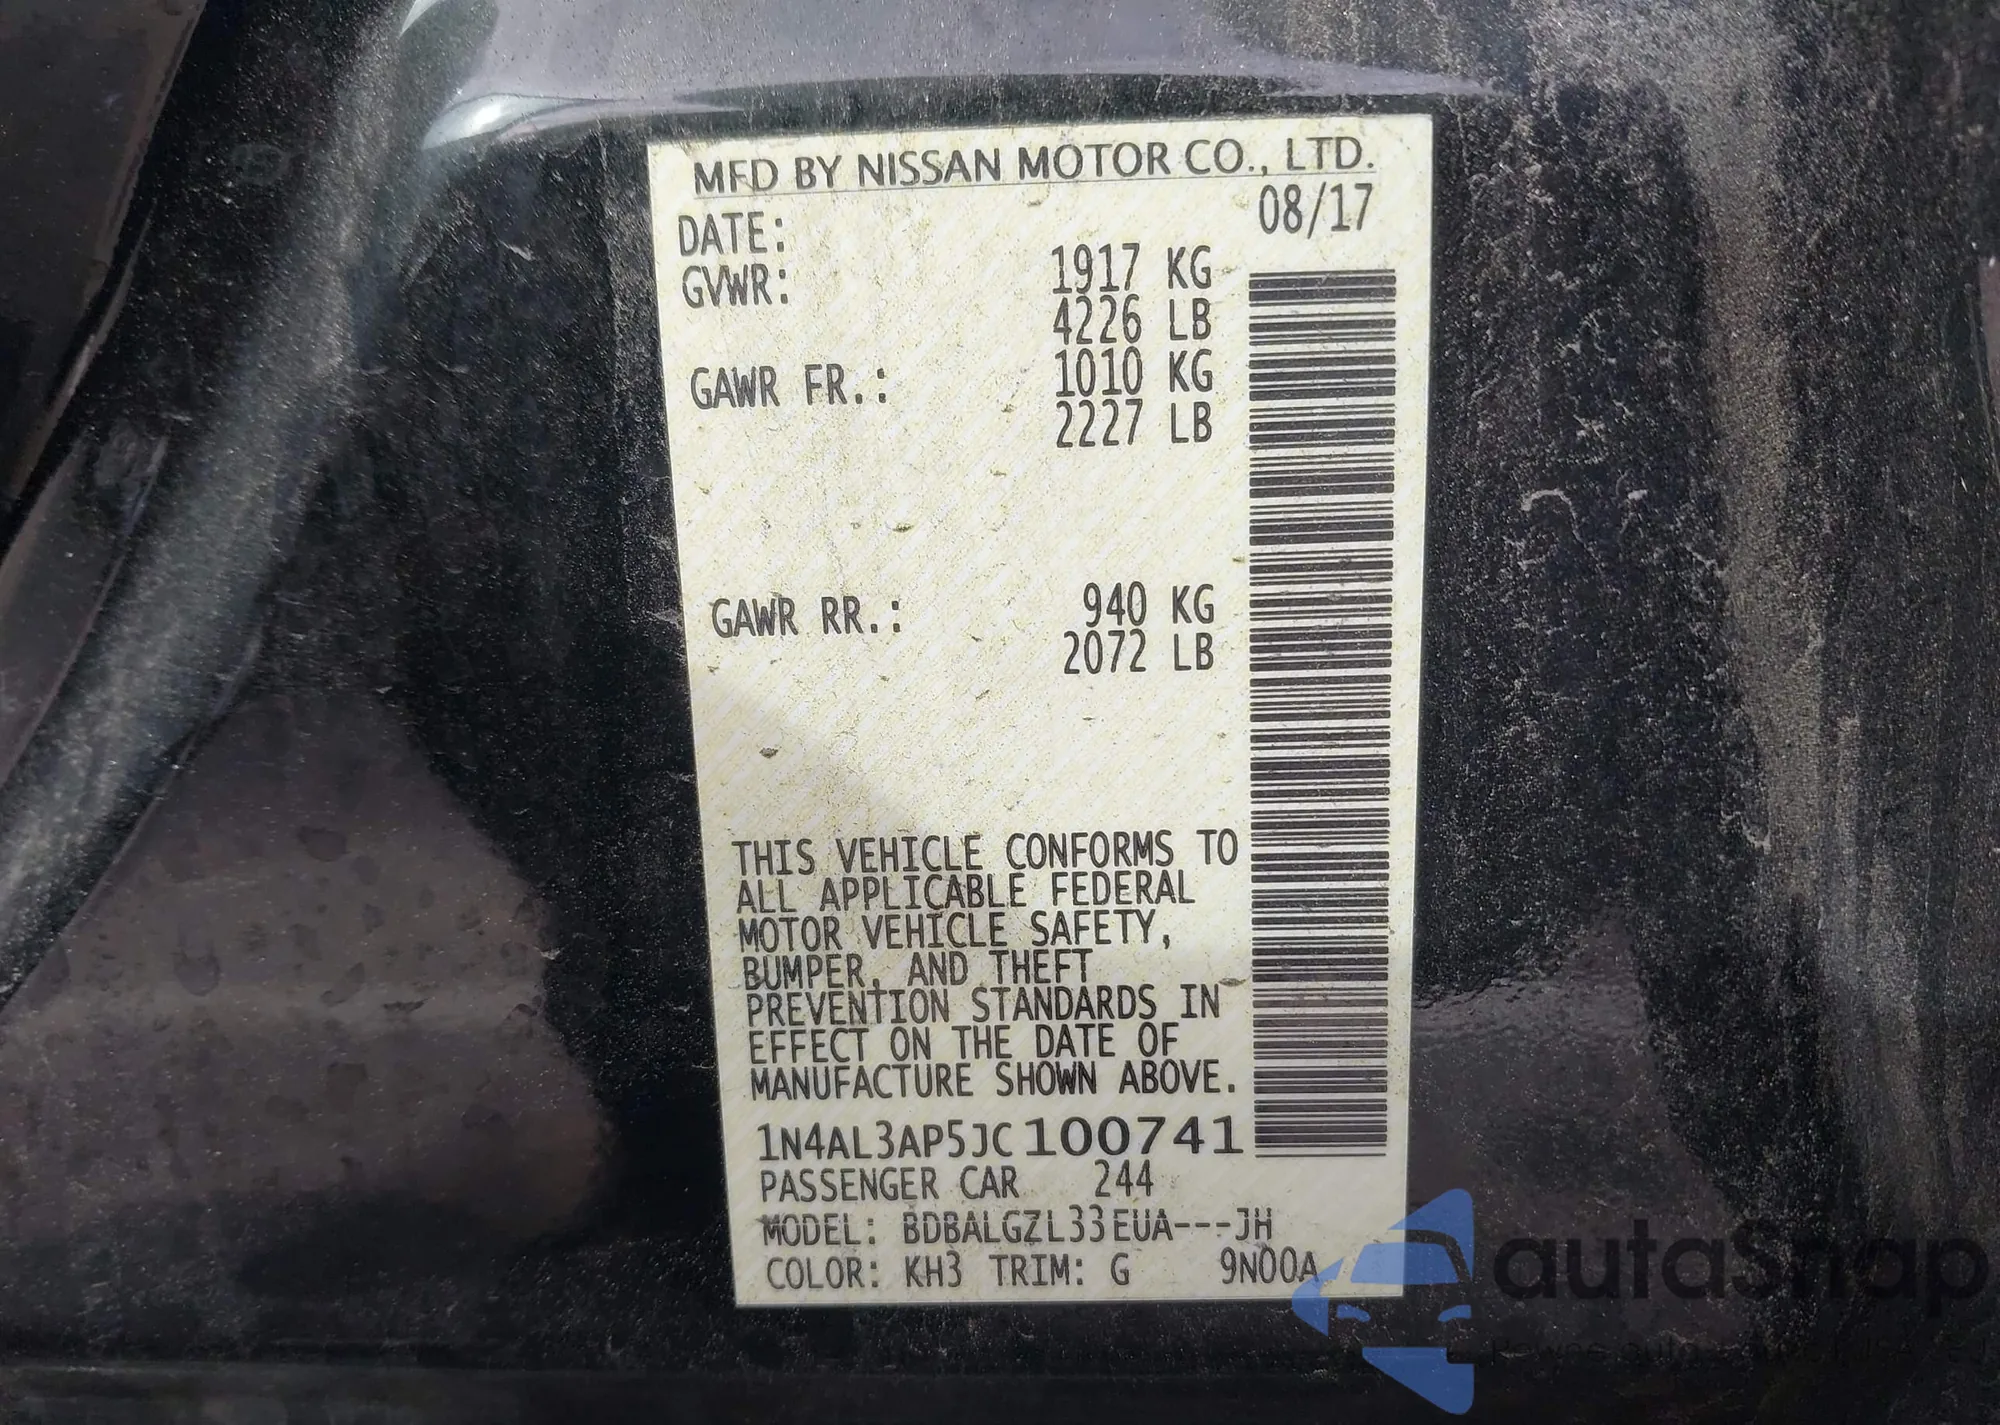 MFD BY NISSAN MOTOR CO., LTD.
DATE: 08/17
GVWR: 1917 KG
4226 LB
GAWR FR.: 1010 KG
2227 LB
GAWR RR.: 940 KG
2072 LB
THIS VEHICLE CONFORMS TO
ALL APPLICABLE FEDERAL
MOTOR VEHICLE SAFETY,
BUMPER, AND THEFT
PREVENTION STANDARDS IN
EFFECT ON THE DATE OF
MANUFACTURE SHOWN ABOVE.
1N4AL3AP5JC100741
PASSENGER CAR 244
MODEL: BDBALGZL33EUA---JH
COLOR: KH3 TRIM: G 9N00A
autasnap